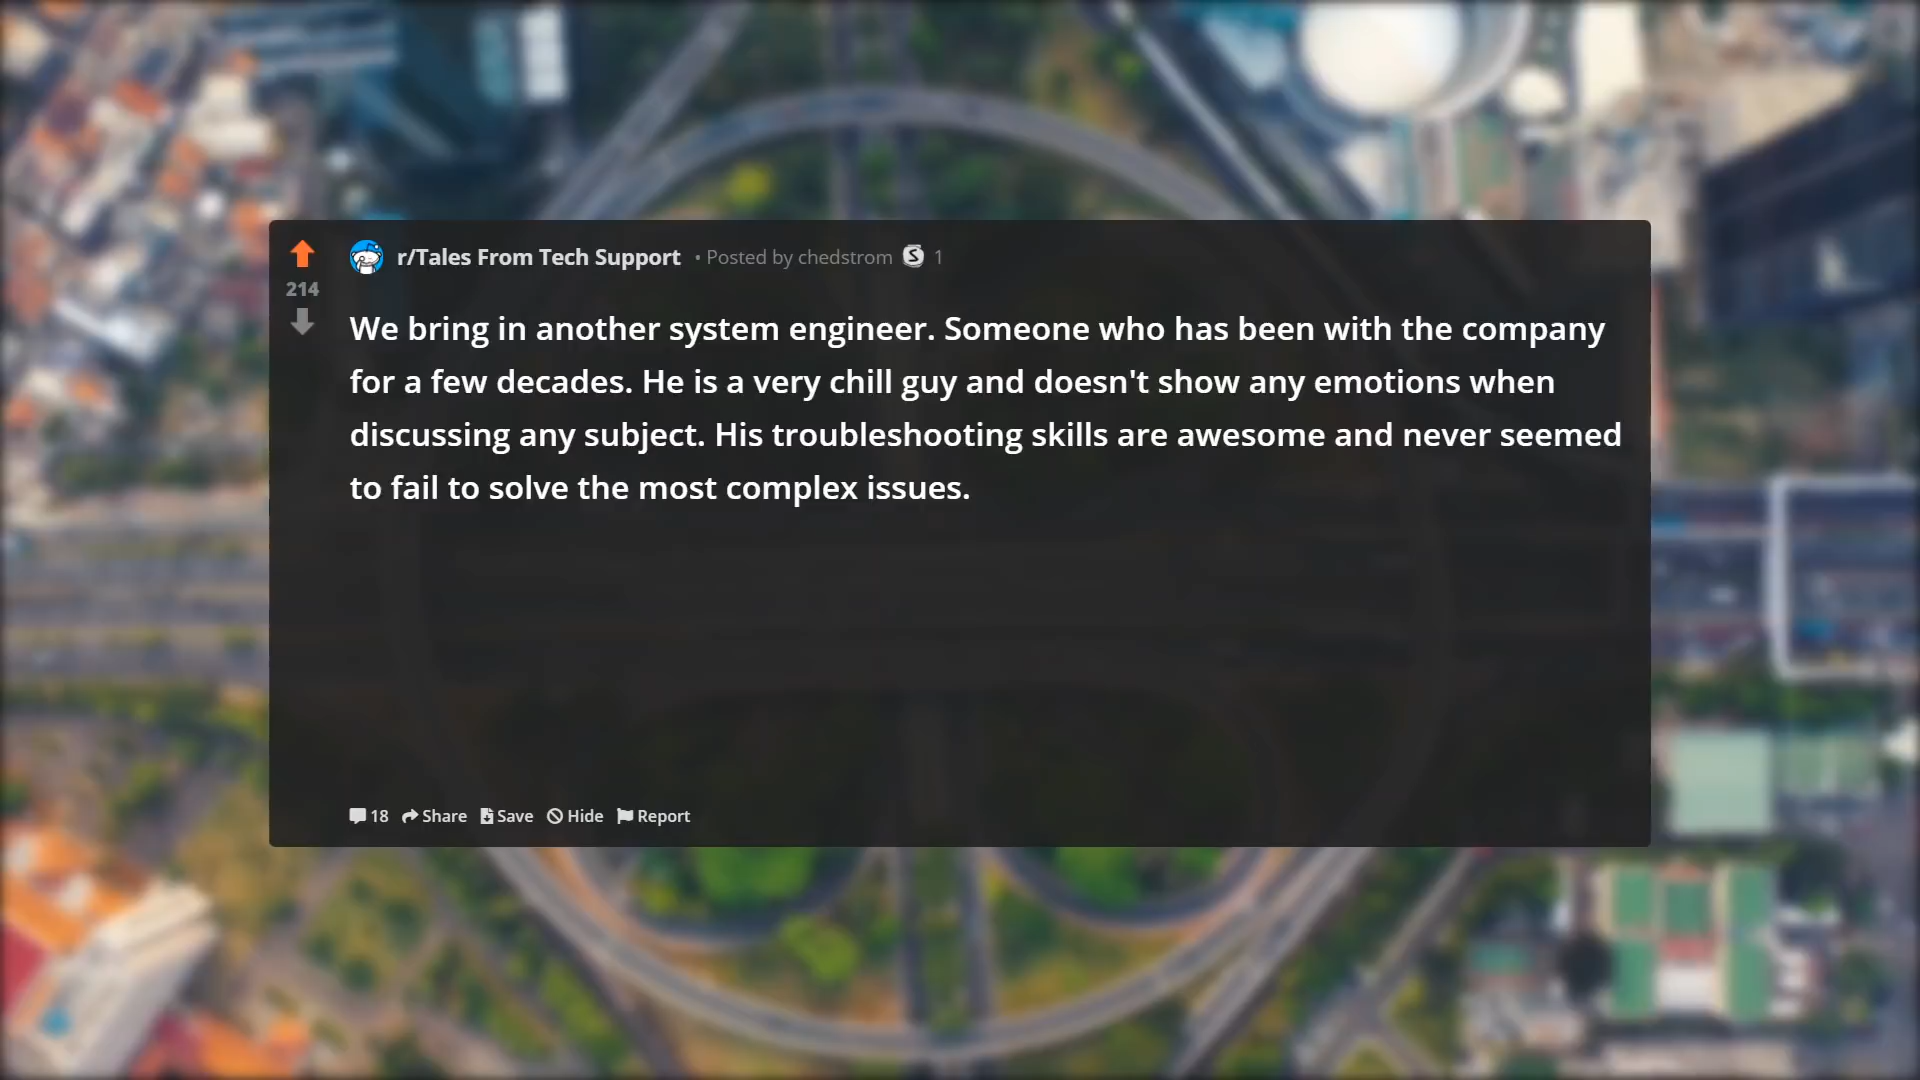 r/Tales From Tech Support • Posted by chedstrom S 1
214
We bring in another system engineer. Someone who has been with the company
for a few decades. He is a very chill guy and doesn't show any emotions when
discussing any subject. His troubleshooting skills are awesome and never seemed
to fail to solve the most complex issues.
18 Share Save Hide Report